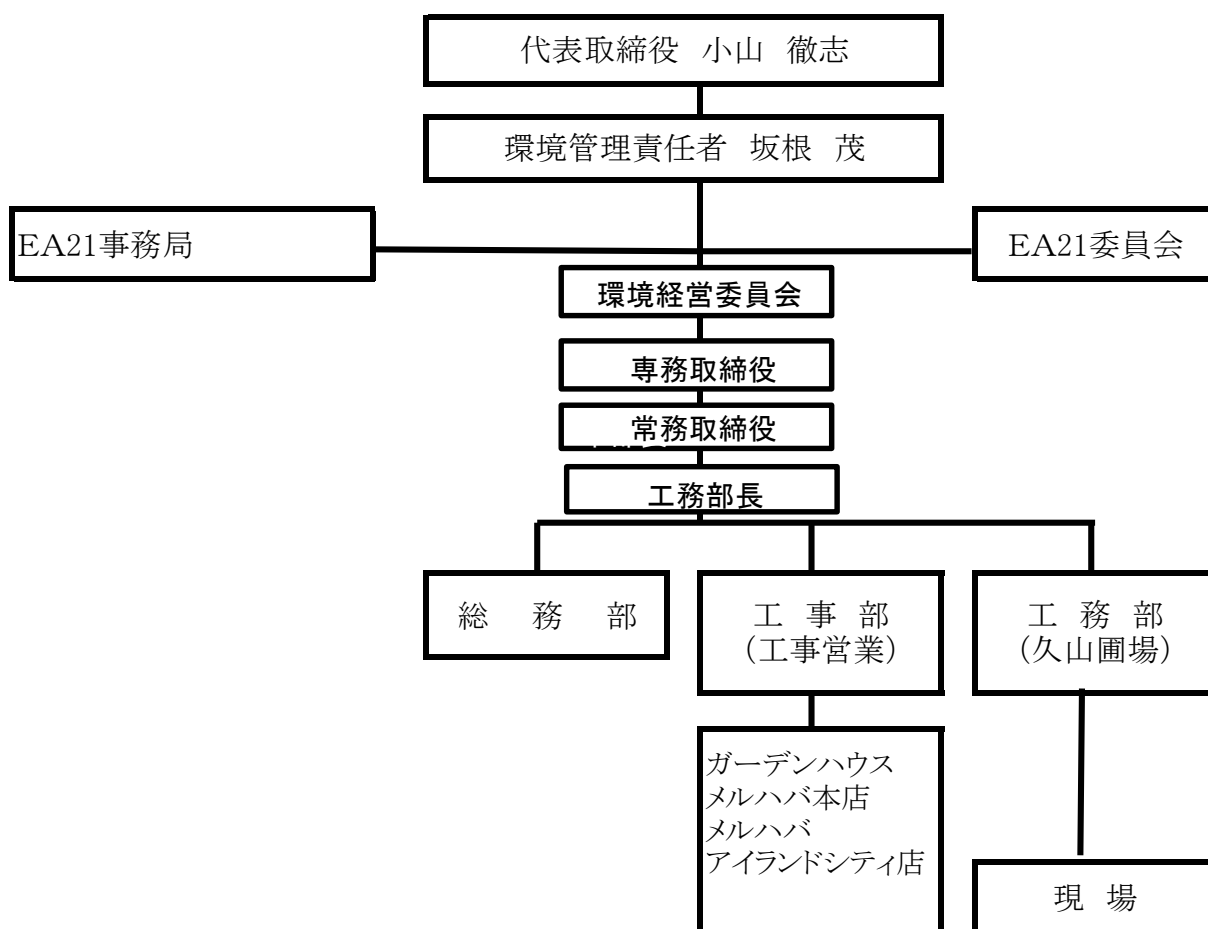 代表取締役 小山 徹志
環境管理責任者 坂根 茂
EA21事務局
EA21委員会
環境経営委員会
専務取締役
常務取締役
工務部長
総 務 部
工 事 部
(工事営業)
工 務 部
(久山圃場)
ガーデンハウス
メルハバ本店
メルハバ
アイランドシティ店
現 場